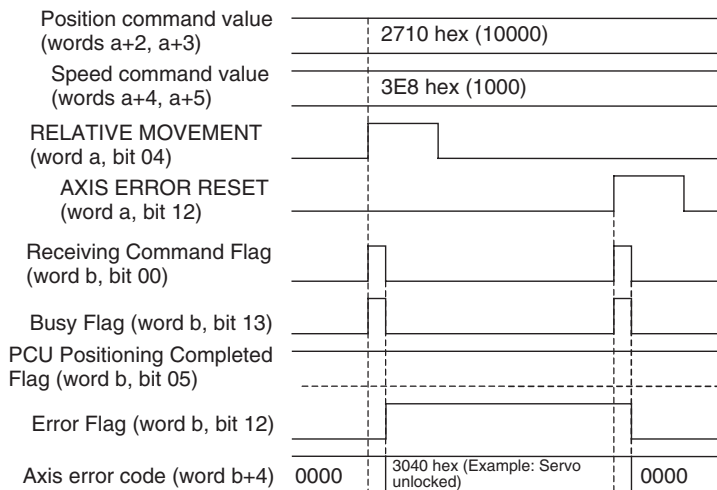 Position command value
(words a+2, a+3)
2710 hex (10000)
Speed command value
(words a+4, a+5)
3E8 hex (1000)
RELATIVE MOVEMENT
(word a, bit 04)
AXIS ERROR RESET
(word a, bit 12)
Receiving Command Flag
(word b, bit 00)
Busy Flag (word b, bit 13)
PCU Positioning Completed
Flag (word b, bit 05)
Error Flag (word b, bit 12)
Axis error code (word b+4)
0000
3040 hex (Example: Servo
unlocked)
0000